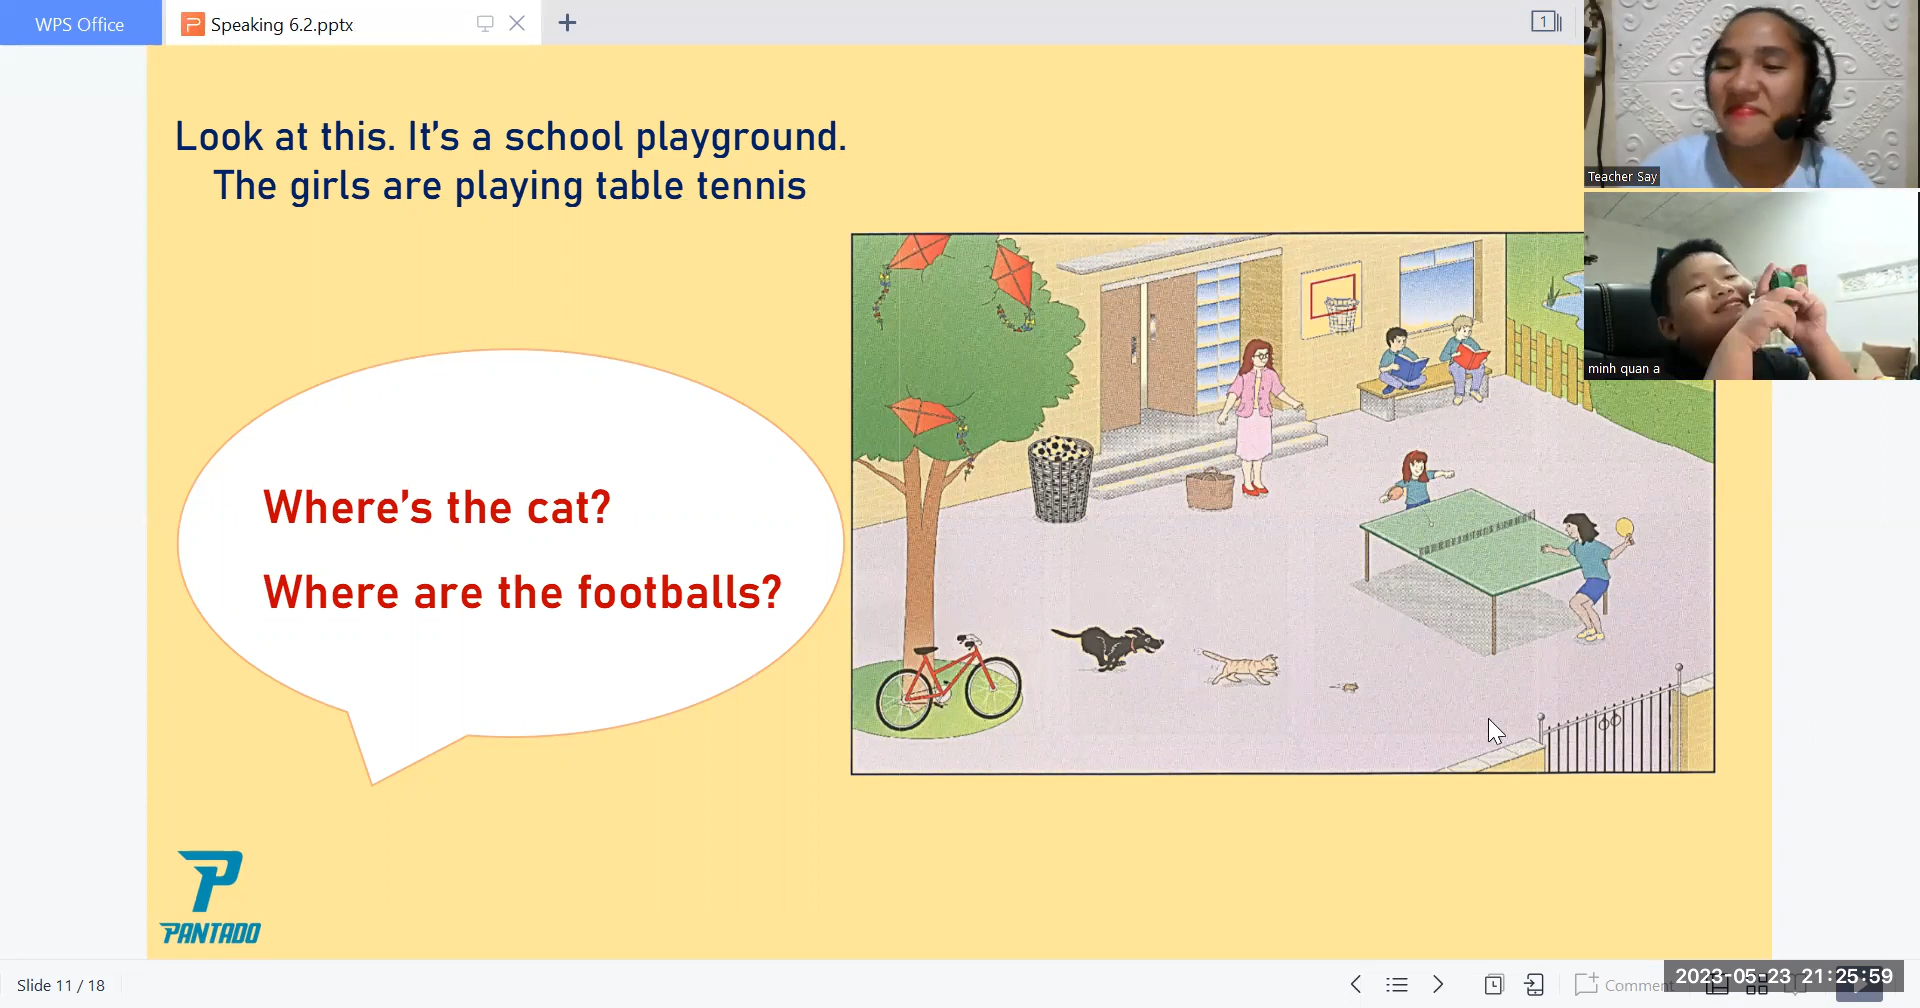 WPS Office
Speaking 6.2.pptx
1
Look at this. It's a school playground.
The girls are playing table tennis
Teacher Say
minh quan a
Where's the cat?
Where are the footballs?
P
PANTADO
Slide 11 / 18
Comment
2023-05-23 21:25:59